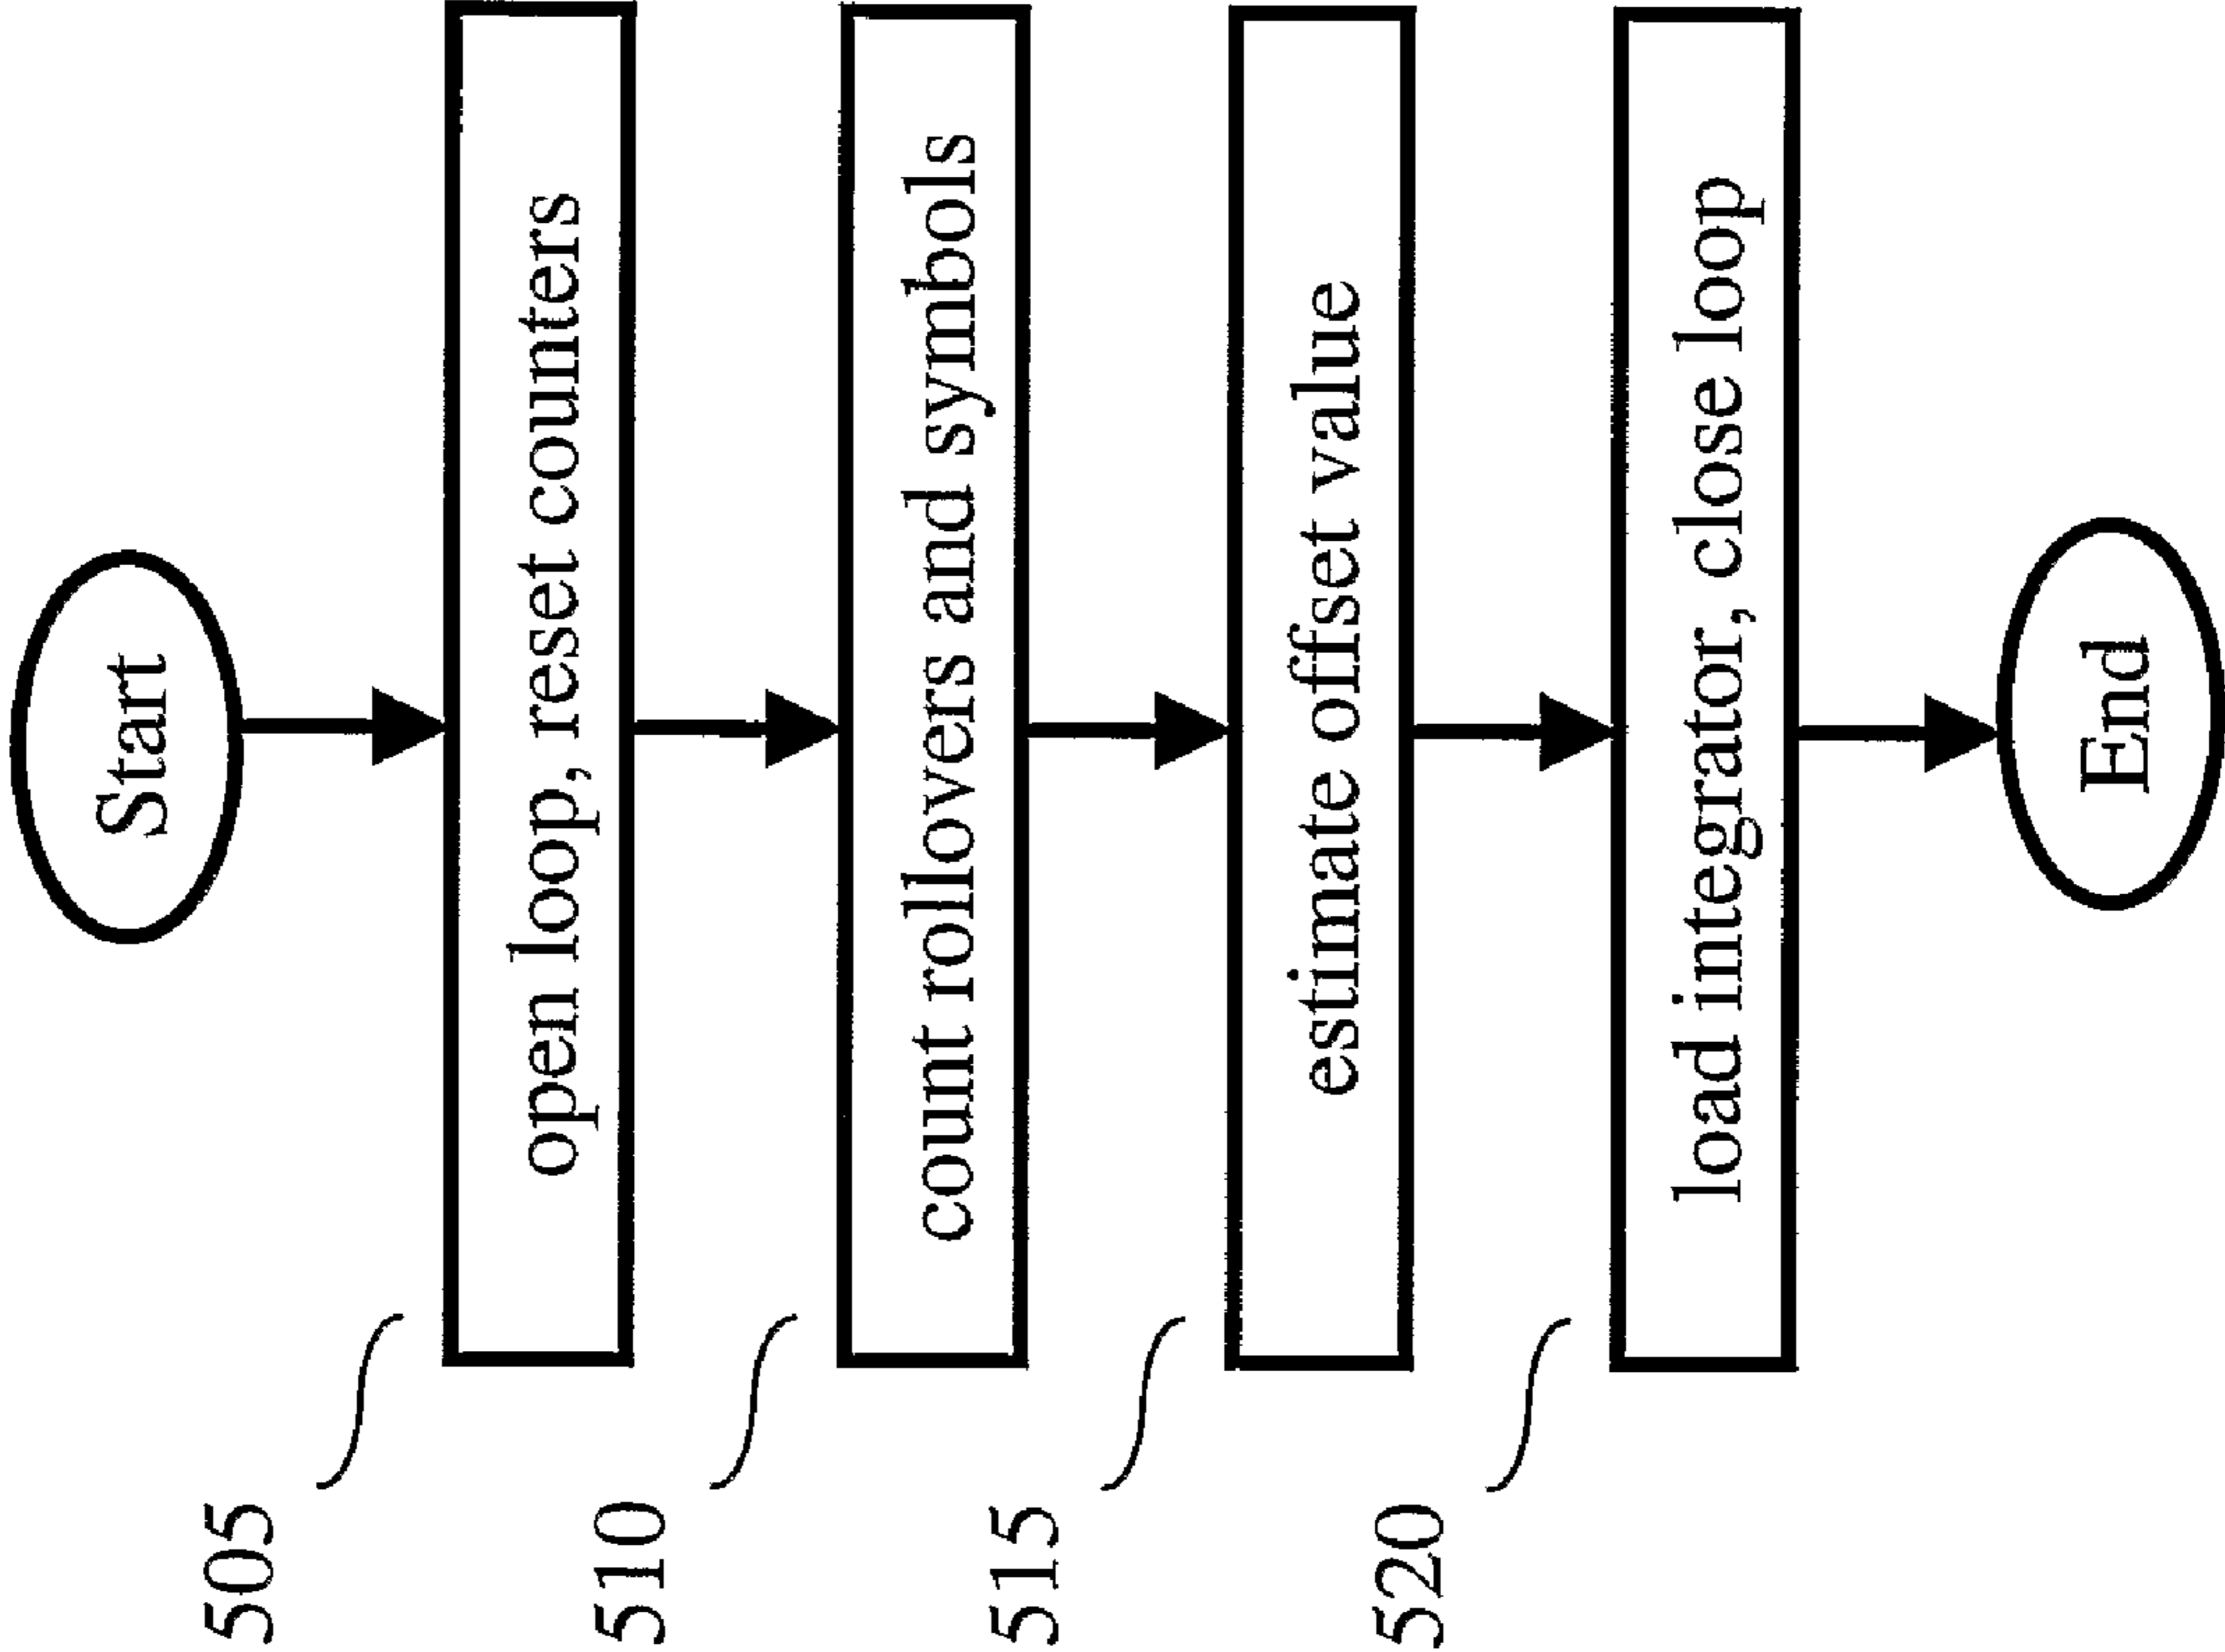 Start
505
open loop, reset counters
510
count rollovers and symbols
515
estimate offset value
520
load integrator, close loop
End